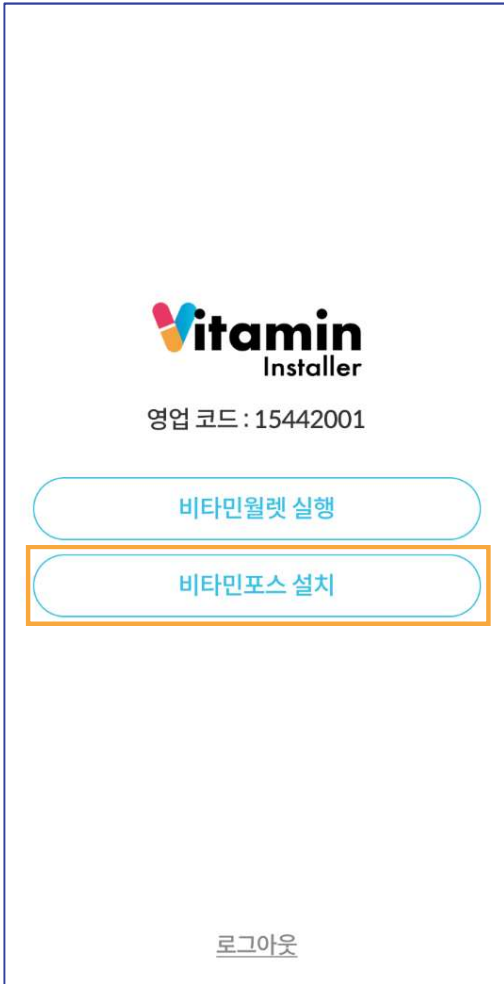 Vitamin
Installer
영업 코드 : 15442001
비타민월렛 실행
비타민포스 설치
로그아웃